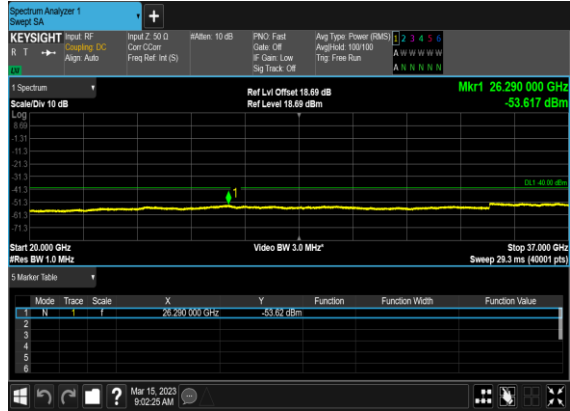 Spectrum Analyzer 1
Swept SA
+
KEYSIGHT
R T
LV
Input: RF
Coupling: DC
Align: Auto
Input Z: 50 Ω
Corr CCorr
Freq Ref: Int (S)
#Atten: 10 dB
PNO: Fast
Gate: Off
IF Gain: Low
Sig Track: Off
Avg Type: Power (RMS)
Avg|Hold: 100/100
Trig: Free Run
1 2 3 4 5 6
A W W W W W
A N N N N N
1 Spectrum
Scale/Div 10 dB
Ref Lvl Offset 18.69 dB
Ref Level 18.69 dBm
Mkr1 26.290 000 GHz
-53.617 dBm
Log
8.69
-1.31
-11.3
-21.3
-31.3
-41.3
-51.3
-61.3
-71.3
DL1 -40.00 dBm
1
Start 20.000 GHz
#Res BW 1.0 MHz
Video BW 3.0 MHz*
Stop 37.000 GHz
Sweep 29.3 ms (40001 pts)
5 Marker Table
Mode Trace Scale X Y Function Function Width Function Value
1 N 1 f 26.290 000 GHz -53.62 dBm
2
3
4
5
6
?
Mar 15, 2023
9:02:25 AM